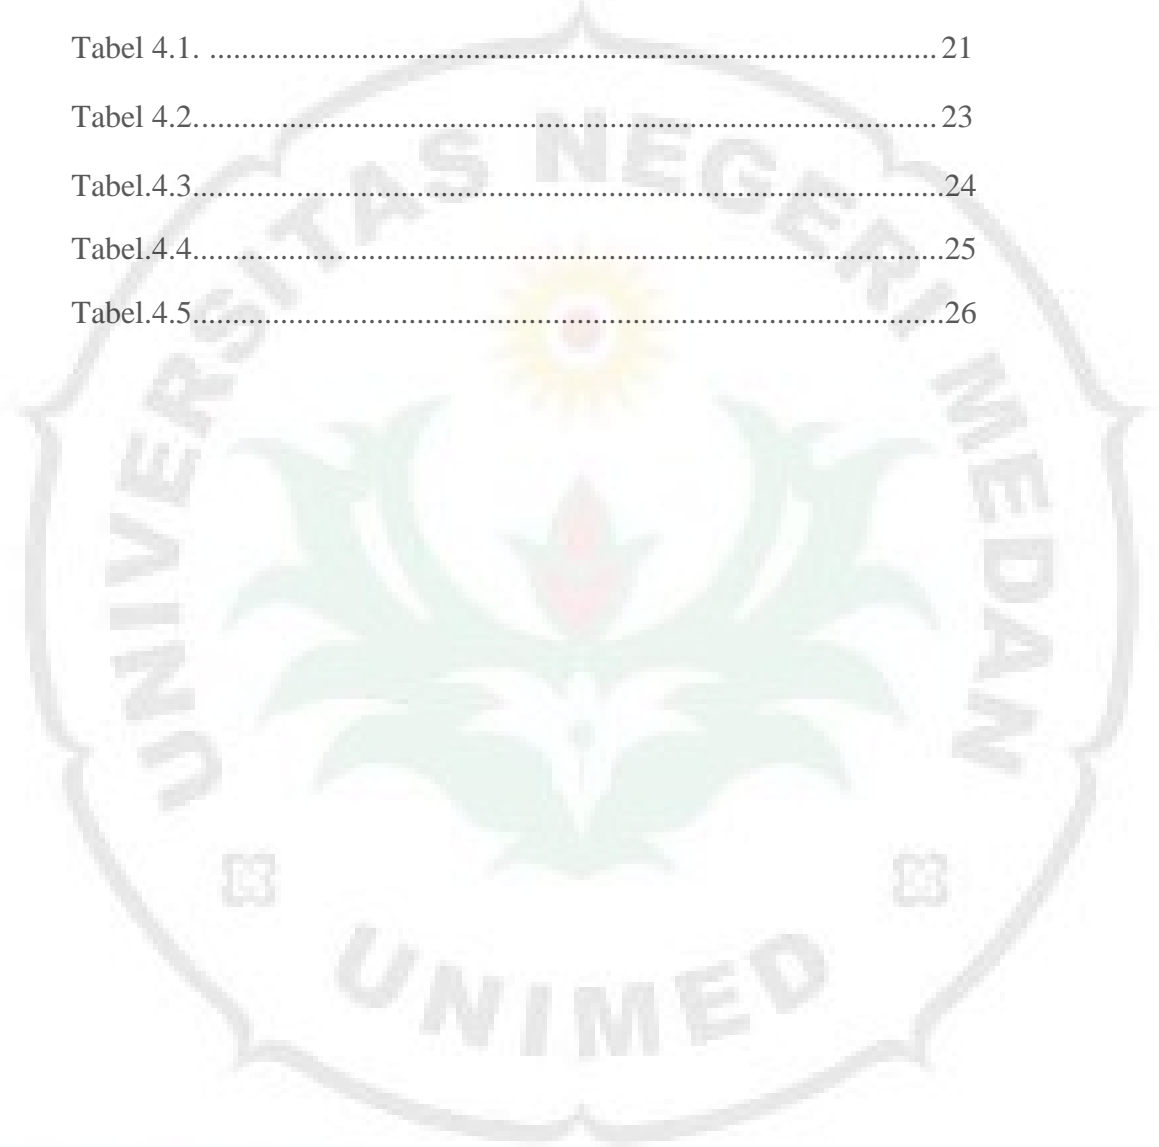 Tabel 4.1. ........................................................................................ 21
Tabel 4.2......................................................................................... 23
Tabel.4.3...........................................................................................24
Tabel.4.4...........................................................................................25
Tabel.4.5...........................................................................................26
UNIVERSITAS NEGERI MEDAN
UNIMED